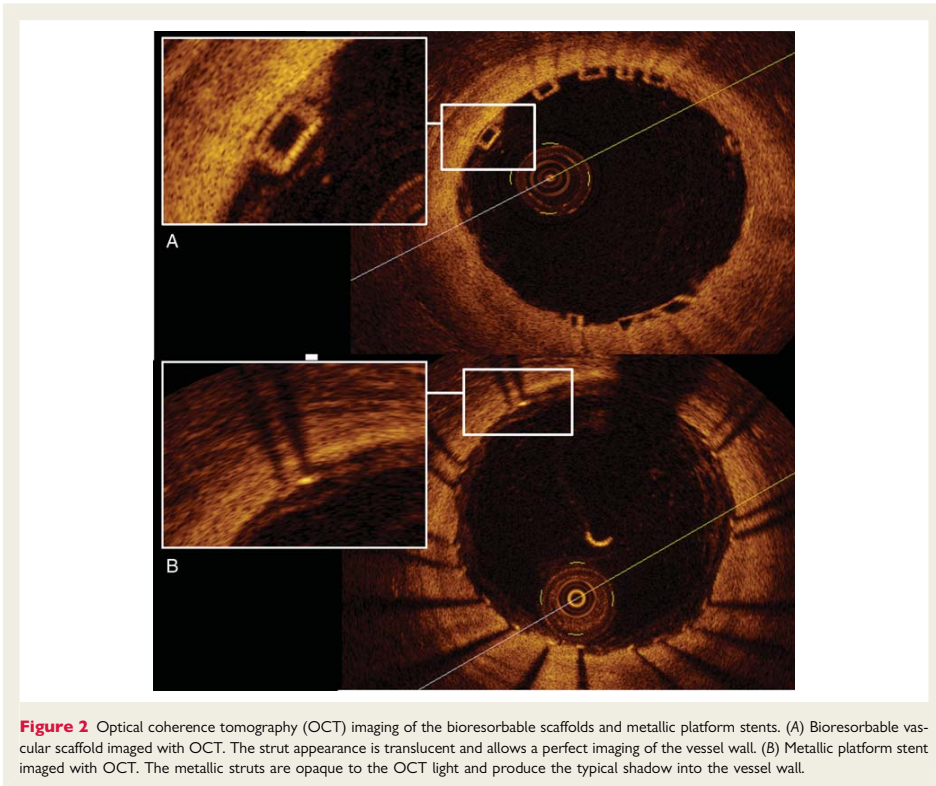 A
B
Figure 2 Optical coherence tomography (OCT) imaging of the bioresorbable scaffolds and metallic platform stents. (A) Bioresorbable vas-
cular scaffold imaged with OCT. The strut appearance is translucent and allows a perfect imaging of the vessel wall. (B) Metallic platform stent
imaged with OCT. The metallic struts are opaque to the OCT light and produce the typical shadow into the vessel wall.